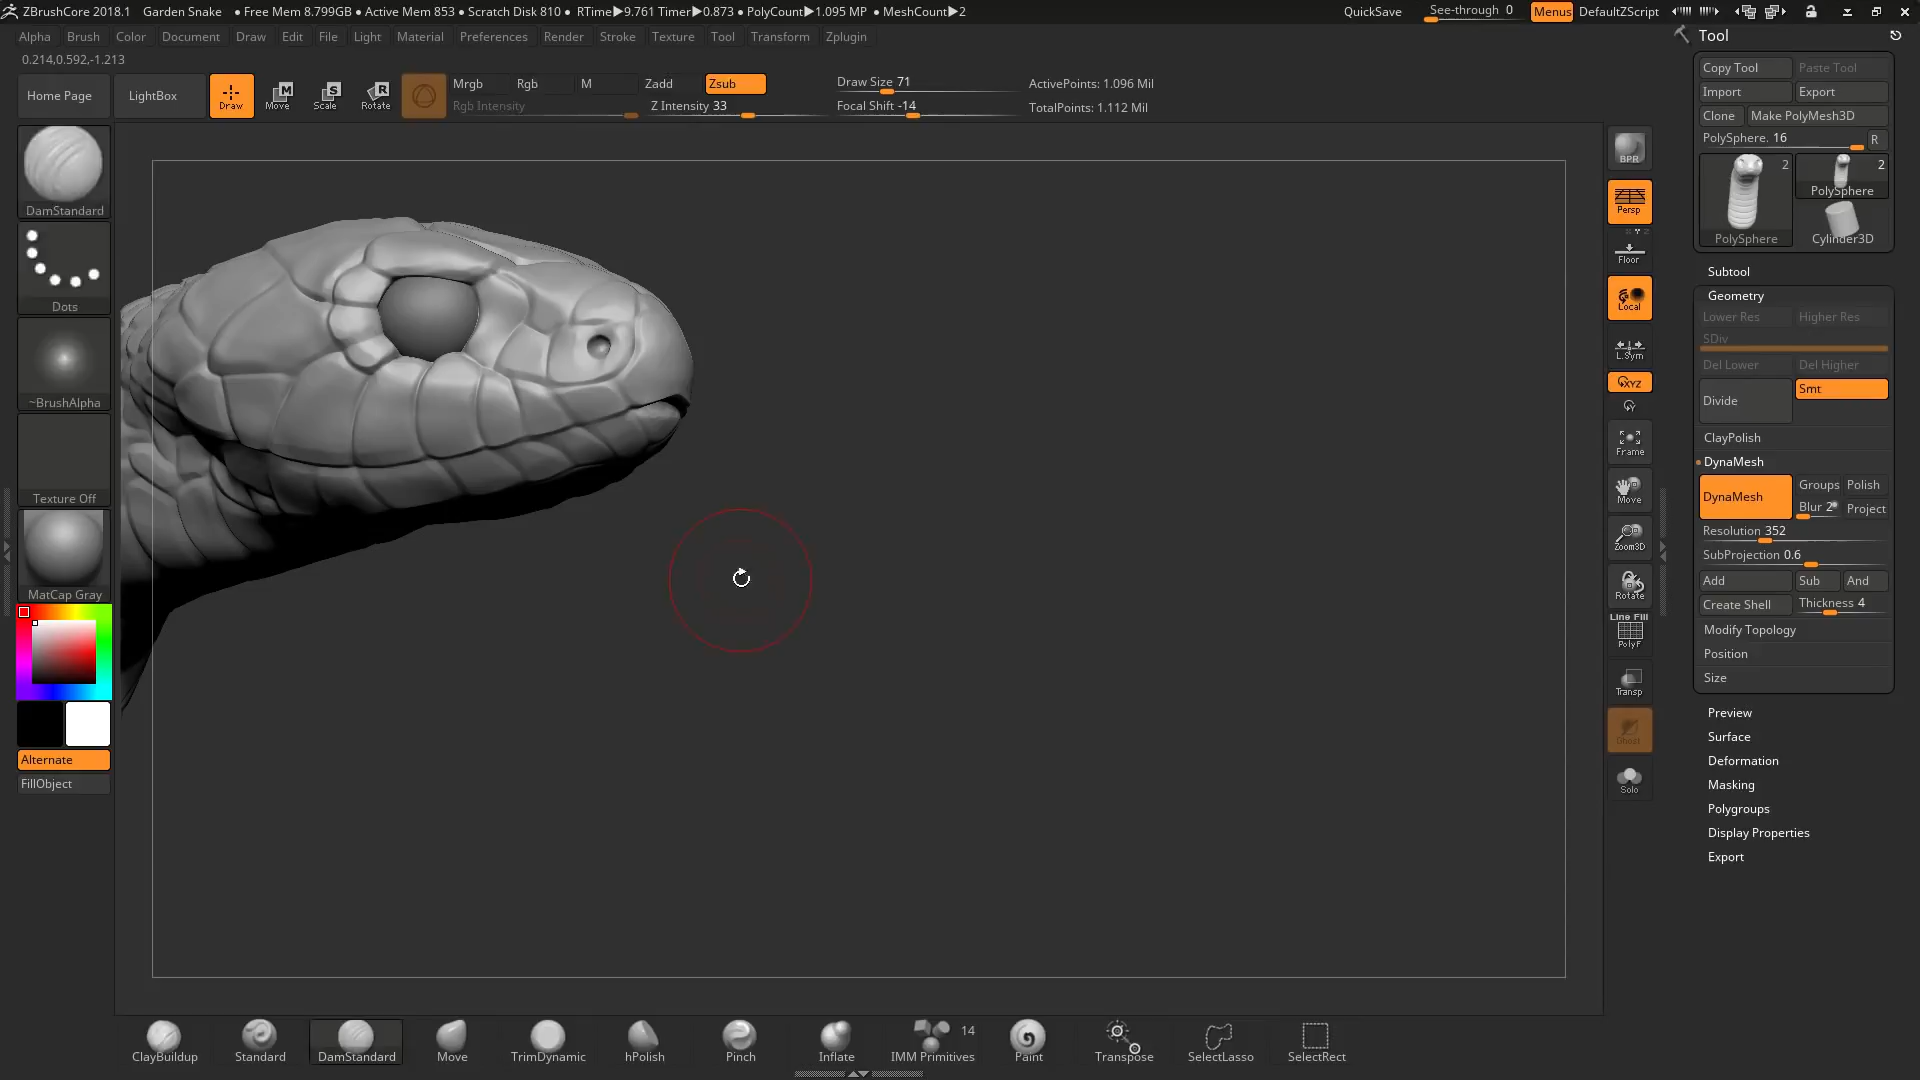 ZBrushCore 2018.1 Garden Snake • Free Mem 8.799GB • Active Mem 853 • Scratch Disk 810 • RTime▶9.761 Timer▶0.873 • PolyCount▶1.095 MP • MeshCount▶2 QuickSave See-through 0 Menus DefaultZScript
Alpha Brush Color Document Draw Edit File Light Material Preferences Render Stroke Texture Tool Transform Zplugin
Tool
0.214,0.592,-1.213
Home Page LightBox Draw Move Scale Rotate
M S R
Mrgb Rgb M Zadd Zsub Draw Size 71 ActivePoints: 1.096 Mil
Rgb Intensity Z Intensity 33 Focal Shift -14 TotalPoints: 1.112 Mil
DamStandard
Dots
~BrushAlpha
Texture Off
MatCap Gray
Alternate
FillObject
BPR
Persp
Floor
Local
L.Sym
XYZ
Y
Frame
Move
Zoom3D
Rotate
Line Fill
PolyF
Transp
Ghost
Solo
Copy Tool Paste Tool
Import Export
Clone Make PolyMesh3D
PolySphere. 16 R
2 2
PolySphere
PolySphere Cylinder3D
Subtool
Geometry
Lower Res Higher Res
SDiv
Del Lower Del Higher
Divide Smt
ClayPolish
DynaMesh
DynaMesh Groups Polish
Blur 2 Project
Resolution 352
SubProjection 0.6
Add Sub And
Create Shell Thickness 4
Modify Topology
Position
Size
Preview
Surface
Deformation
Masking
Polygroups
Display Properties
Export
14
ClayBuildup Standard DamStandard Move TrimDynamic hPolish Pinch Inflate IMM Primitives Paint Transpose SelectLasso SelectRect